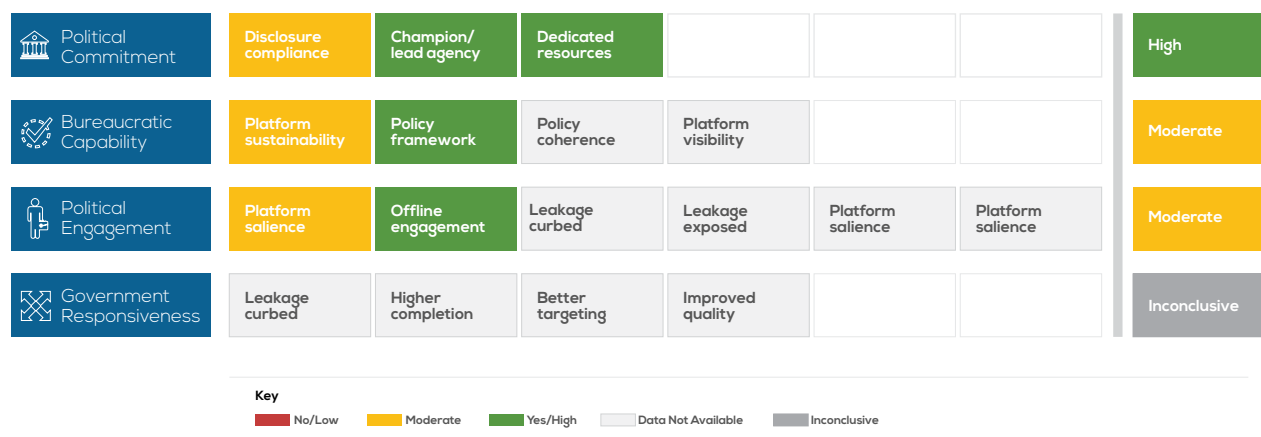 Political
Commitment
Disclosure
compliance
Champion/
lead agency
Dedicated
resources
High
Bureaucratic
Capability
Platform
sustainability
Policy
framework
Policy
coherence
Platform
visibility
Moderate
Political
Engagement
Platform
salience
Offline
engagement
Leakage
curbed
Leakage
exposed
Platform
salience
Platform
salience
Moderate
Government
Responsiveness
Leakage
curbed
Higher
completion
Better
targeting
Improved
quality
Inconclusive
Key
No/Low
Moderate
Yes/High
Data Not Available
Inconclusive